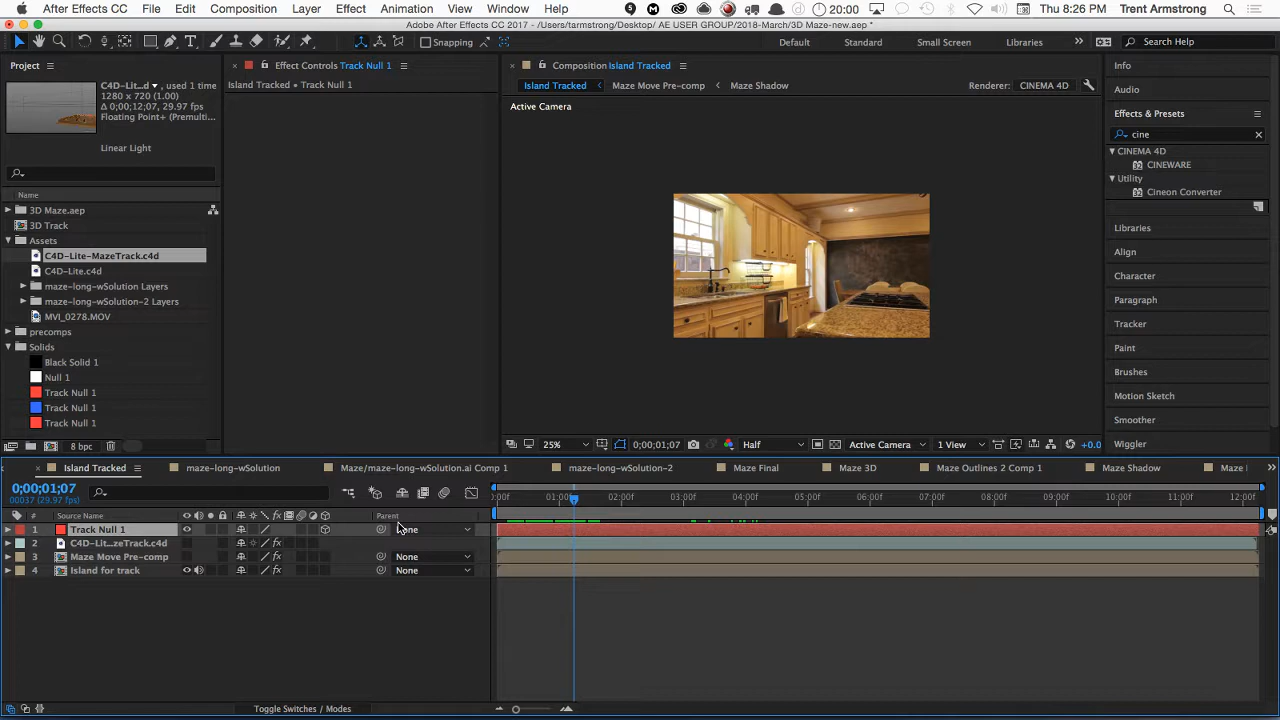 After Effects CC File Edit Composition Layer Effect Animation View Window Help 20:00 Thu 8:26 PM Trent Armstrong
Adobe After Effects CC 2017 - /Users/tarmstrong/Desktop/ AE USER GROUP/2018-March/3D Maze-new.aep *
Snapping Default Standard Small Screen Libraries Search Help
Project Effect Controls Track Null 1 Composition Island Tracked Info
C4D-Lit...d ▾, used 1 time
1280 x 720 (1.00)
Δ 0;00;12;07, 29.97 fps
Floating Point+ (Premulti...
Linear Light
Island Tracked • Track Null 1
Island Tracked Maze Move Pre-comp Maze Shadow Renderer: CINEMA 4D
Active Camera
Audio
Effects & Presets
cine
CINEMA 4D
CINEWARE
Utility
Cineon Converter
Libraries
Align
Character
Paragraph
Tracker
Paint
Brushes
Motion Sketch
Smoother
Wiggler
Name
3D Maze.aep
3D Track
Assets
C4D-Lite-MazeTrack.c4d
C4D-Lite.c4d
maze-long-wSolution Layers
maze-long-wSolution-2 Layers
MVI_0278.MOV
precomps
Solids
Black Solid 1
Null 1
Track Null 1
Track Null 1
Track Null 1
8 bpc
25% 0;00;01;07 Half Active Camera 1 View +0.0
Island Tracked maze-long-wSolution Maze/maze-long-wSolution.ai Comp 1 maze-long-wSolution-2 Maze Final Maze 3D Maze Outlines 2 Comp 1 Maze Shadow Maze
0;00;01;07
00037 (29.97 fps)
:00f 01:00f 02:00f 03:00f 04:00f 05:00f 06:00f 07:00f 08:00f 09:00f 10:00f 11:00f 12:00f
# Source Name Parent
1 Track Null 1 None
2 C4D-Lit...zeTrack.c4d
3 Maze Move Pre-comp None
4 Island for track None
Toggle Switches / Modes